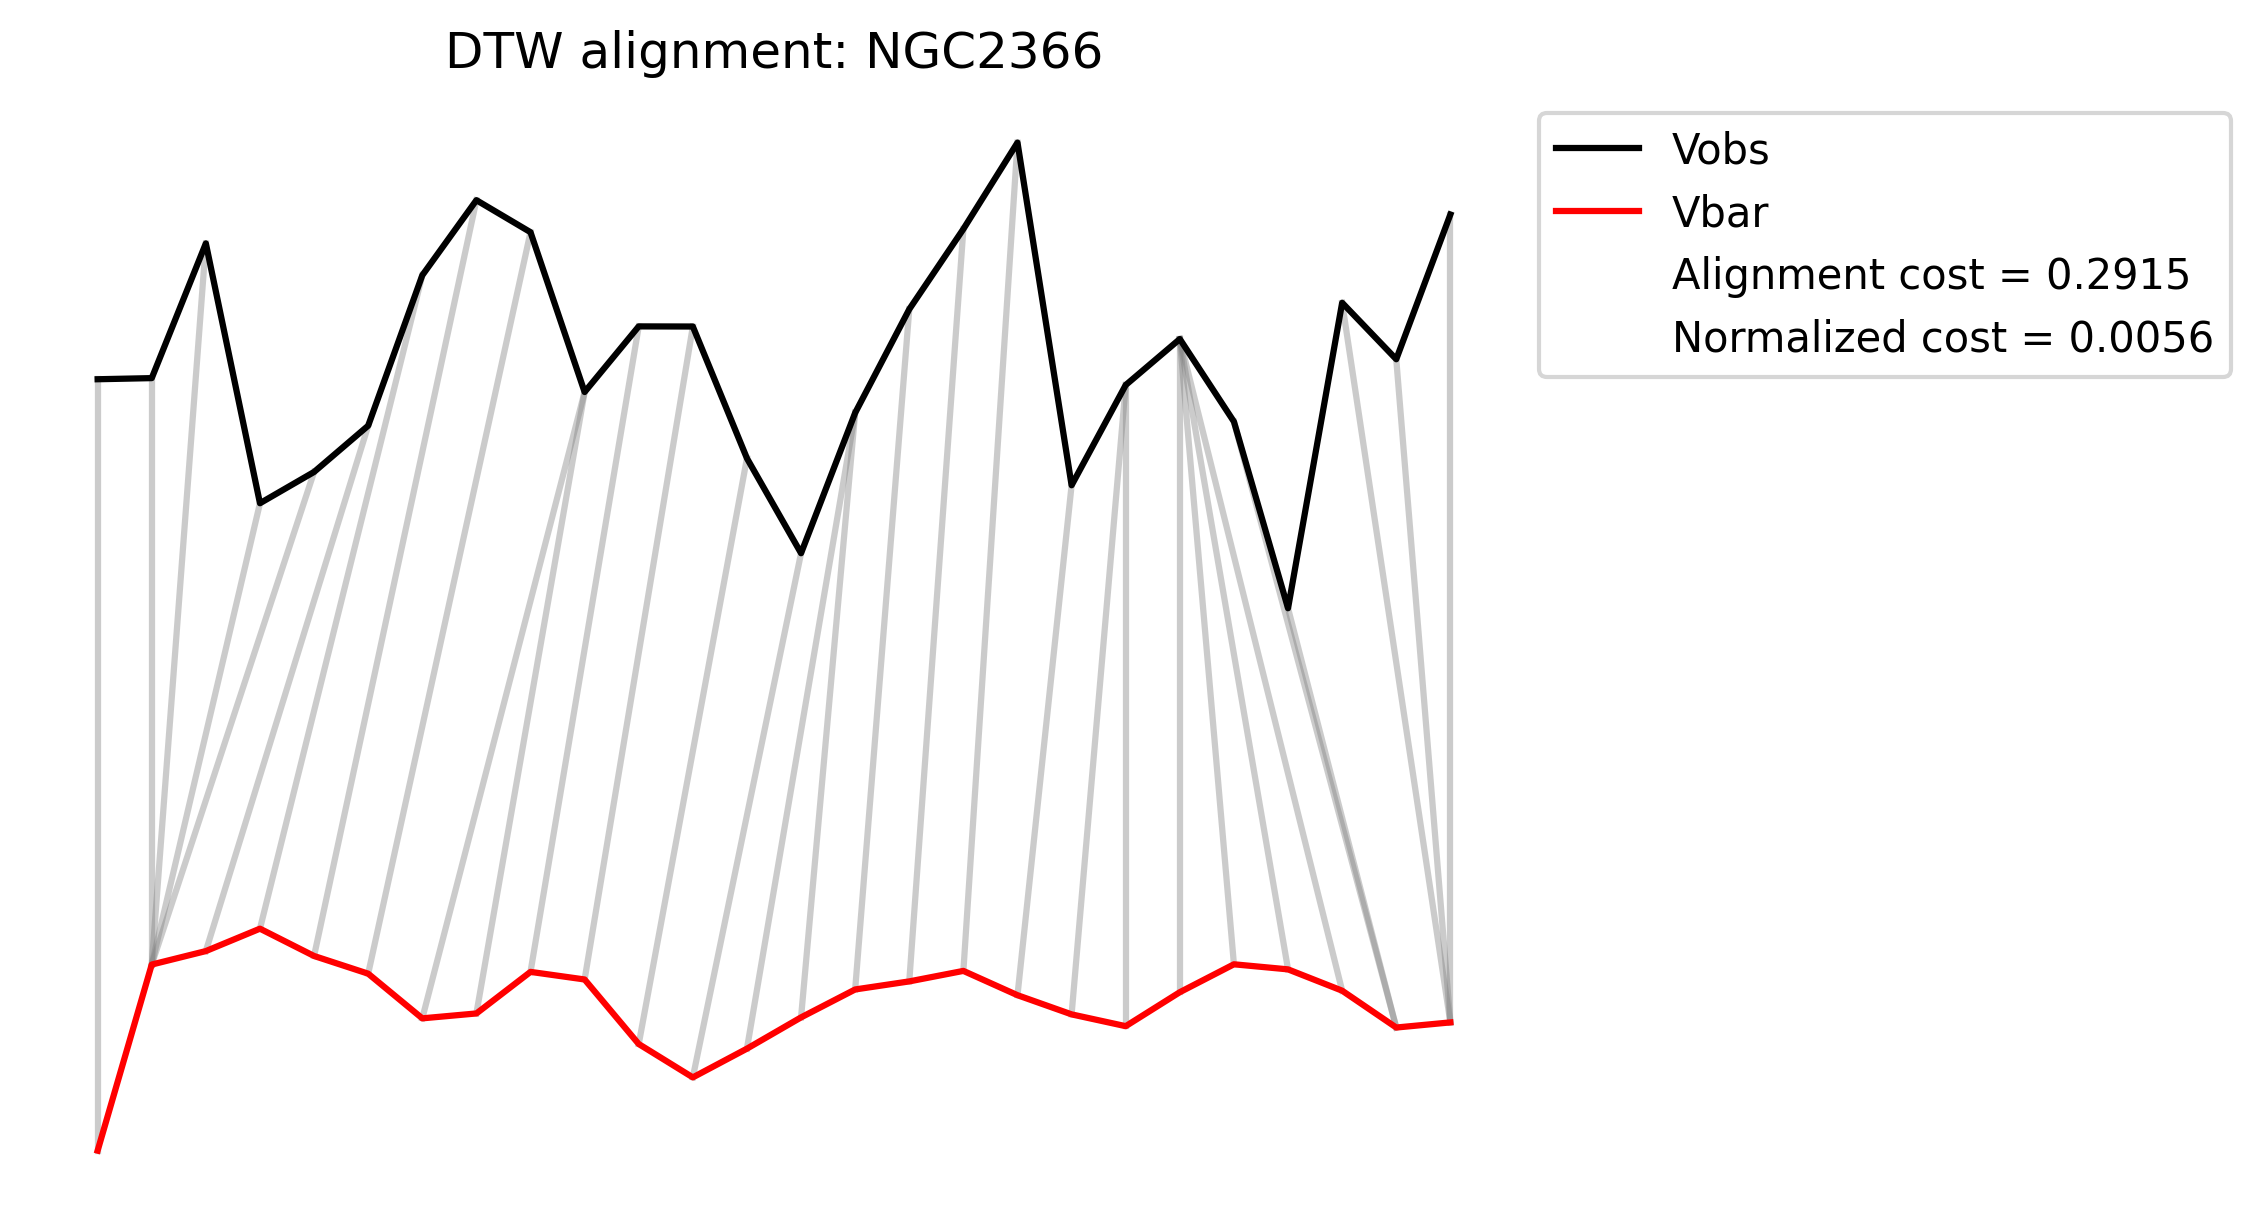 DTW alignment: NGC2366
Vobs
Vbar
Alignment cost = 0.2915
Normalized cost = 0.0056